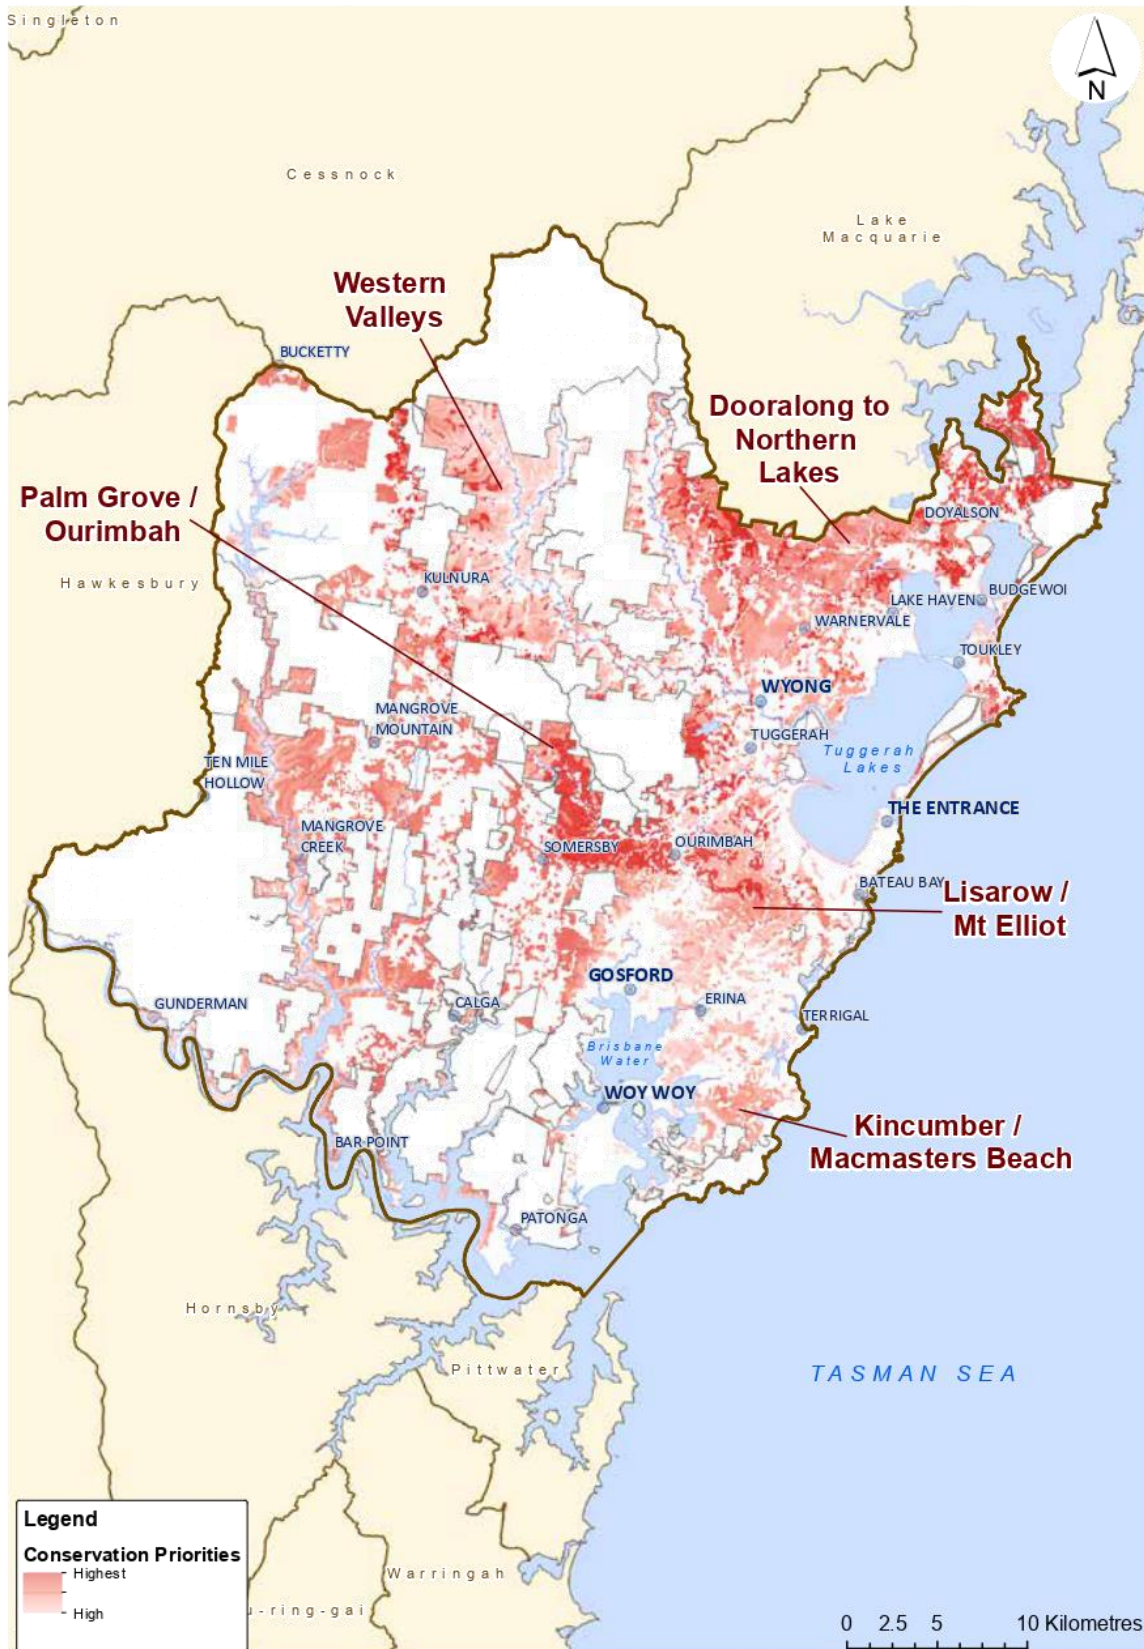 Singleton
N
Cessnock
Lake
Macquarie
Western
Valleys
BUCKETTY
Dooralong to
Northern
Lakes
Palm Grove /
Ourimbah
DOYALSON
Hawkesbury
KULNURA
BUDGEWOI
LAKE HAVEN
WARNERVALE
TOUKLEY
WYONG
MANGROVE
MOUNTAIN
TUGGERAH
Tuggerah
Lakes
TEN MILE
HOLLOW
THE ENTRANCE
MANGROVE
CREEK
SOMERSBY
OURIMBAH
BATEAU BAY
Lisarow /
Mt Elliot
GOSFORD
GUNDERMAN
CALGA
ERINA
TERRIGAL
Brisbane
Water
WOY WOY
Kincumber /
Macmasters Beach
BAR POINT
PATONGA
Hornsby
Pittwater
TASMAN SEA
Legend
Conservation Priorities
Highest
High
Warringah
u-ring-gai
0 2.5 5 10 Kilometres